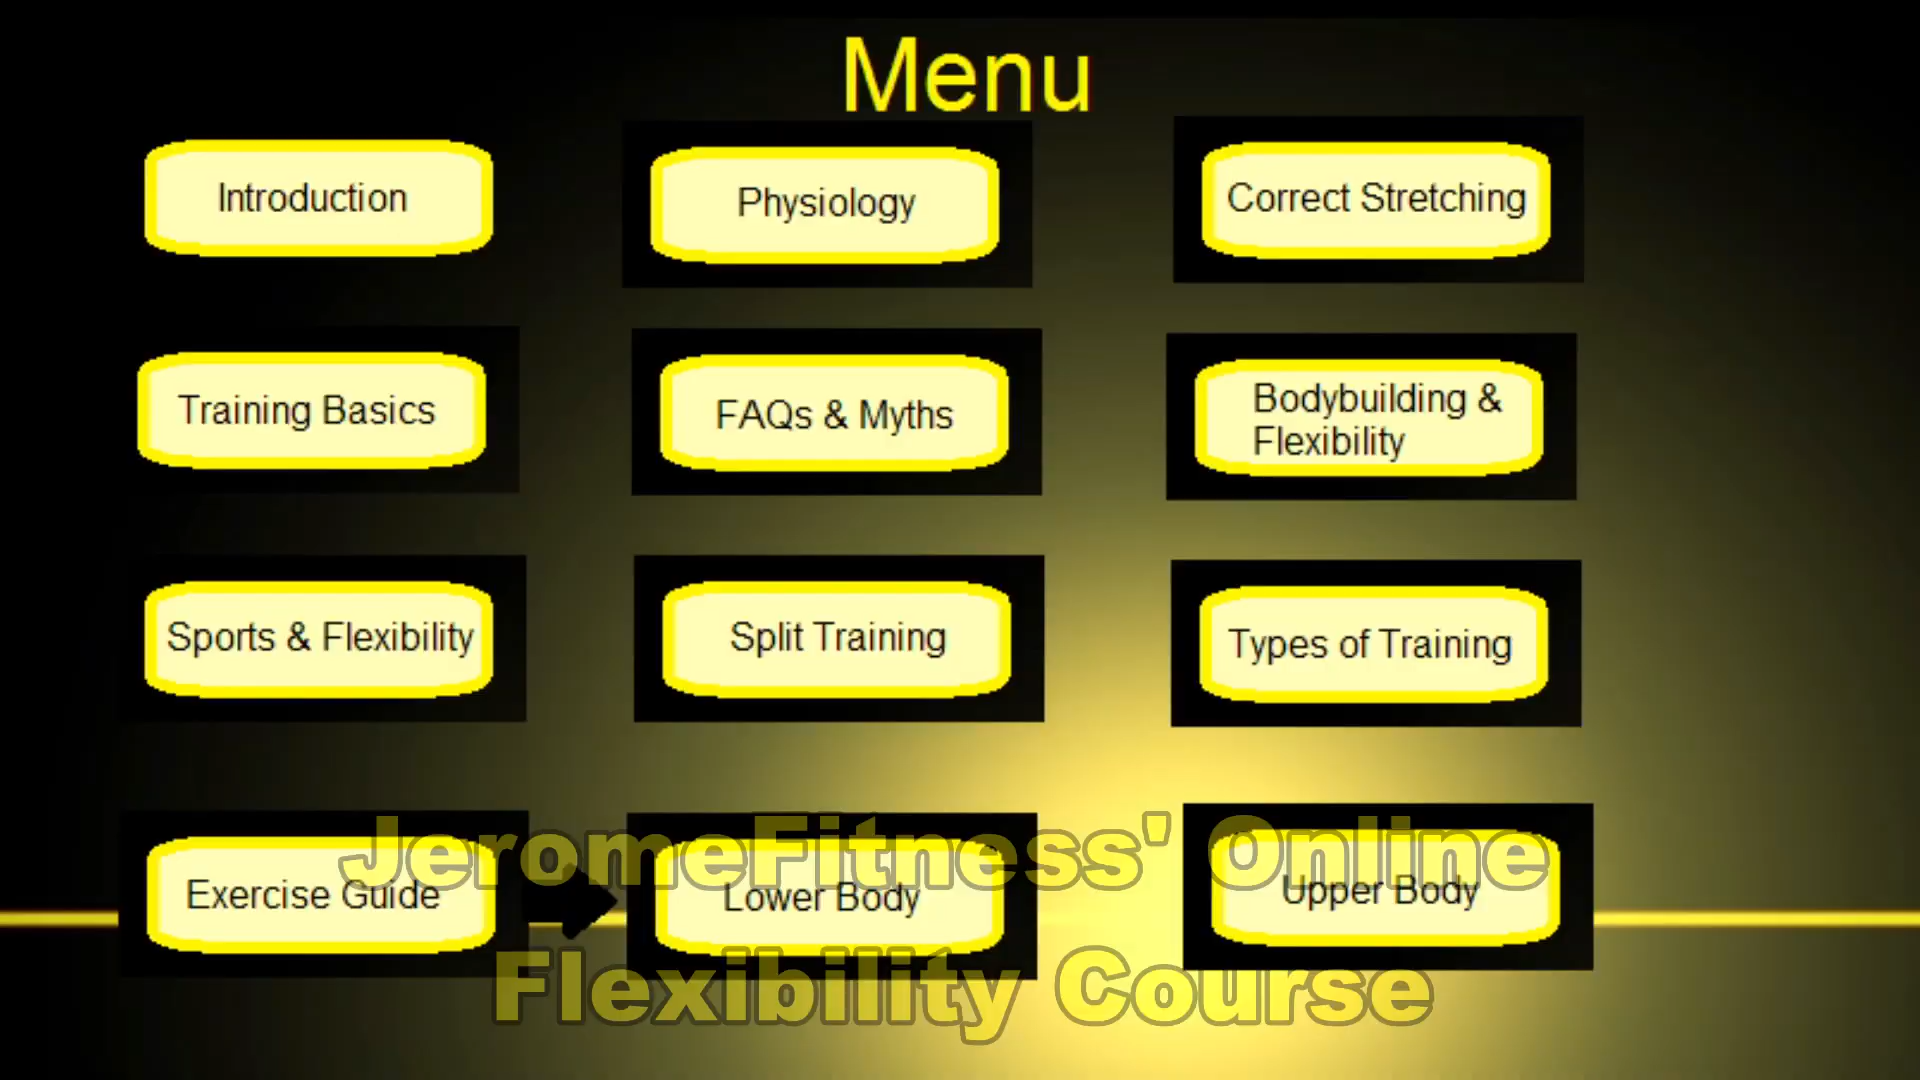 Menu
Introduction
Physiology
Correct Stretching
Training Basics
FAQs & Myths
Bodybuilding &
Flexibility
Sports & Flexibility
Split Training
Types of Training
Exercise Guide
Lower Body
Upper Body
JeromeFitness' Online
Flexibility Course